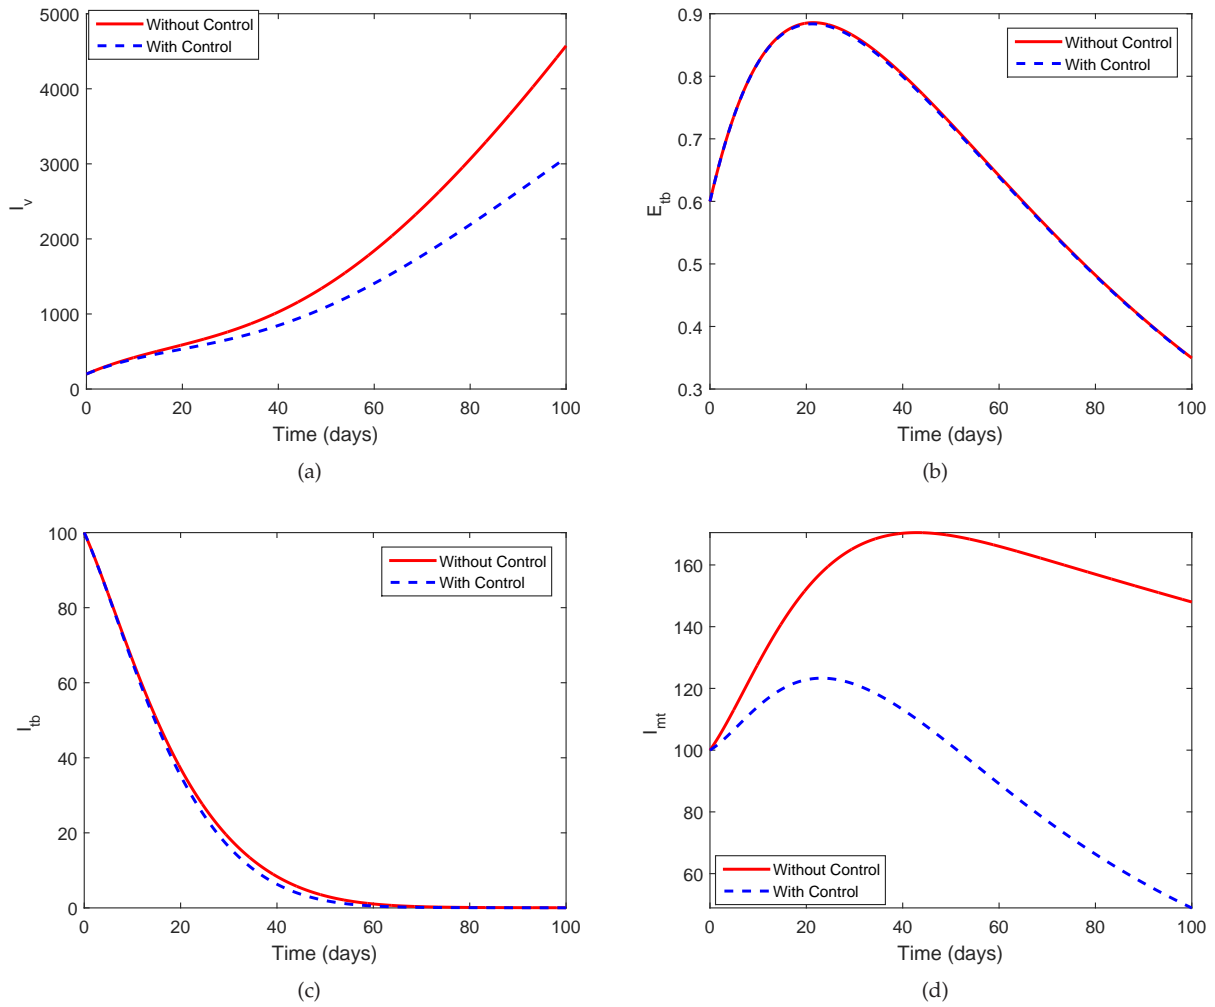 5000
4000
3000
2000
1000
0
I_v
0 20 40 60 80 100
Time (days)
Without Control
With Control
(a)
0.9
0.8
0.7
0.6
0.5
0.4
0.3
E_tb
0 20 40 60 80 100
Time (days)
Without Control
With Control
(b)
100
80
60
40
20
0
I_tb
0 20 40 60 80 100
Time (days)
Without Control
With Control
(c)
160
140
120
100
80
60
I_mt
0 20 40 60 80 100
Time (days)
Without Control
With Control
(d)